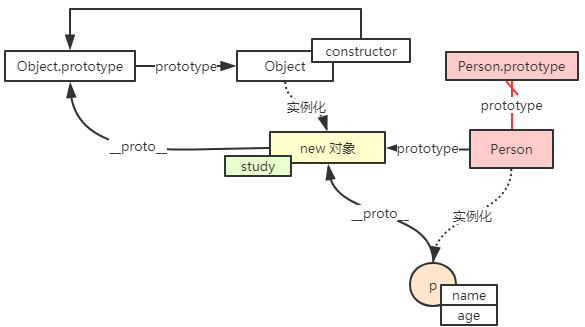 constructor
Object.prototype
prototype
Object
Person.prototype
实例化
prototype
__proto__
new 对象
prototype
Person
study
__proto__
实例化
p
name
age